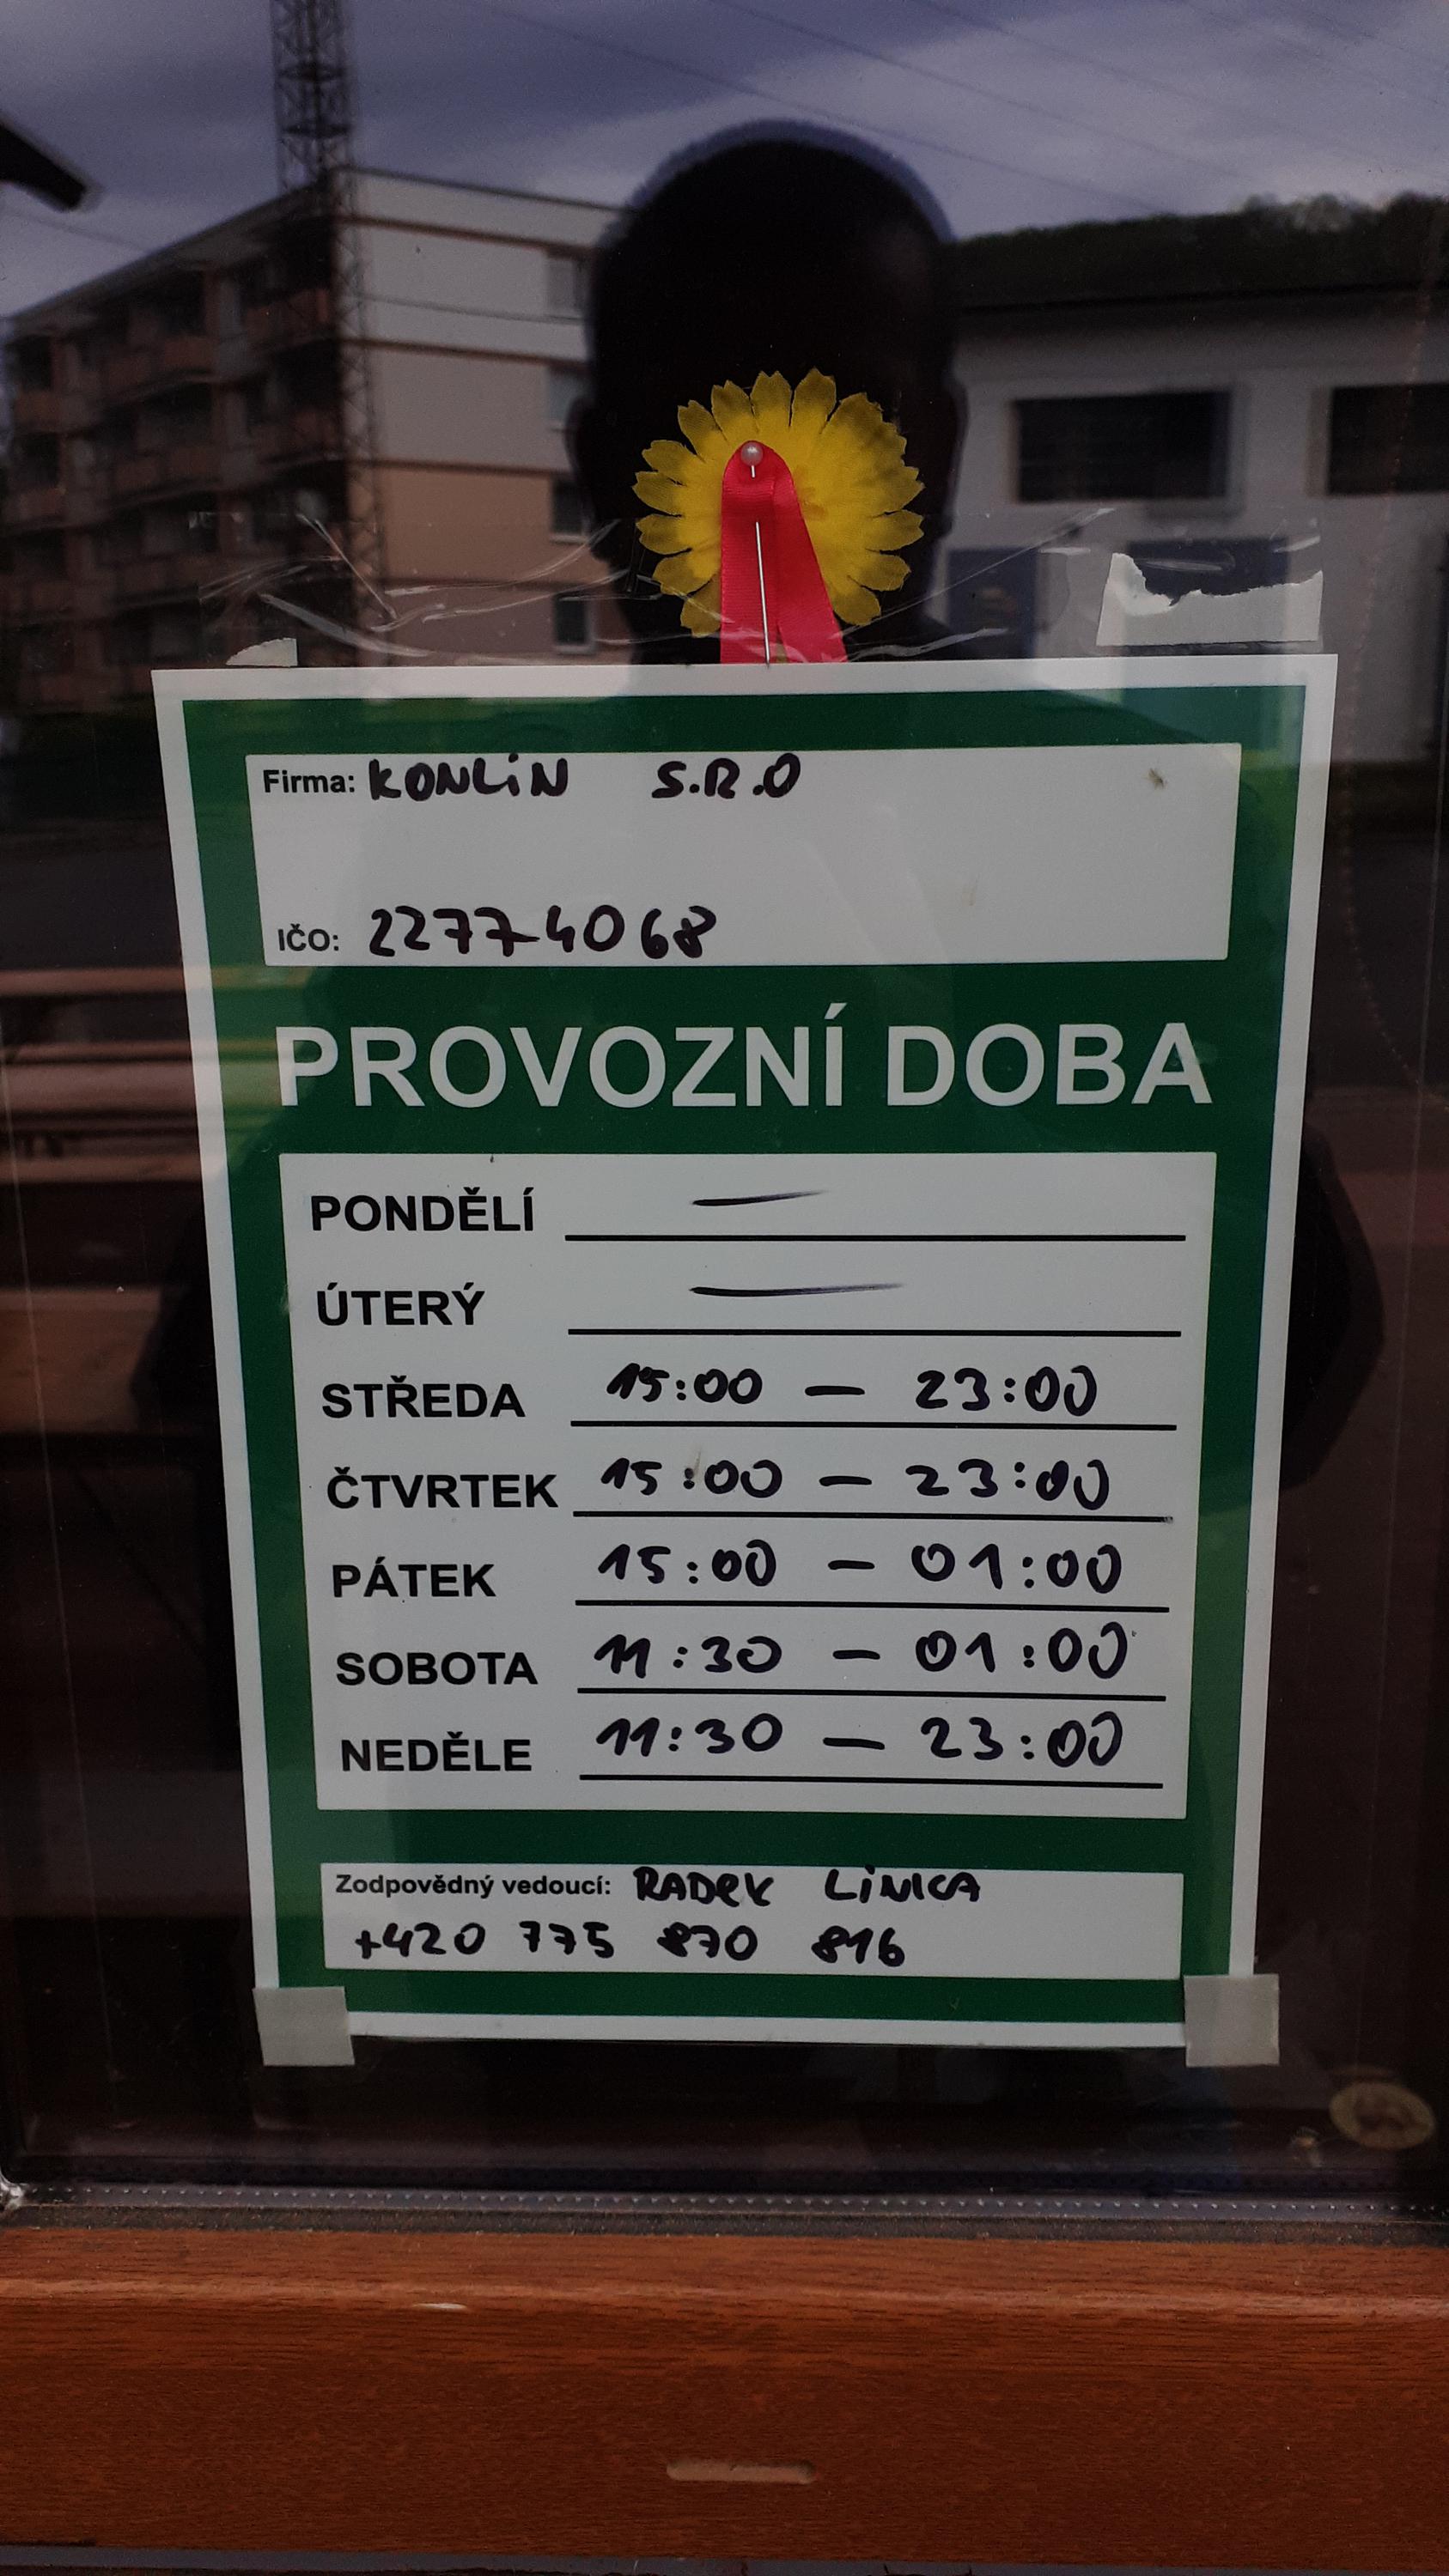 Firma: KONLIN S.R.O
IČO: 22774068
PROVOZNÍ DOBA
PONDĚLÍ —
ÚTERÝ —
STŘEDA 15:00 — 23:00
ČTVRTEK 15:00 — 23:00
PÁTEK 15:00 — 01:00
SOBOTA 11:30 — 01:00
NEDĚLE 11:30 — 23:00
Zodpovědný vedoucí: RADEK LINKA
+420 775 870 816